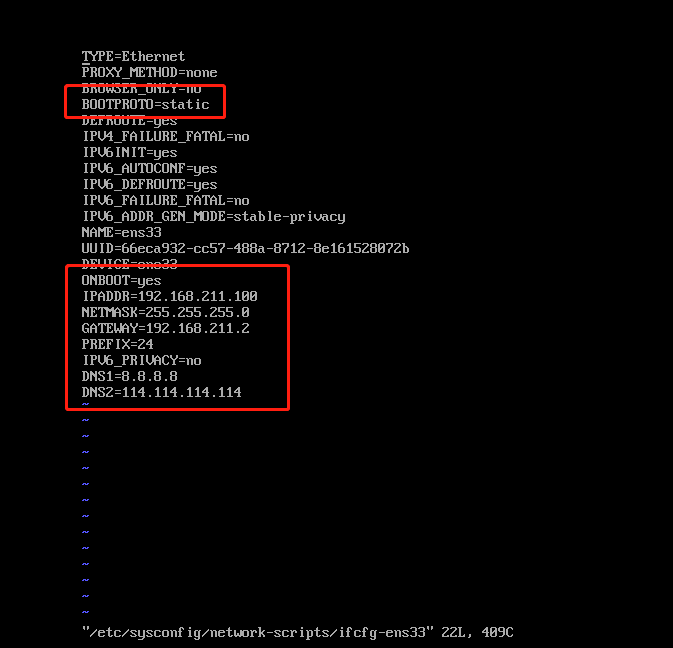 TYPE=Ethernet
PROXY_METHOD=none
BROWSER_ONLY=no
BOOTPROTO=static
DEFROUTE=yes
IPV4_FAILURE_FATAL=no
IPV6INIT=yes
IPV6_AUTOCONF=yes
IPV6_DEFROUTE=yes
IPV6_FAILURE_FATAL=no
IPV6_ADDR_GEN_MODE=stable-privacy
NAME=ens33
UUID=66eca932-cc57-488a-8712-8e161528072b
DEVICE=ens33
ONBOOT=yes
IPADDR=192.168.211.100
NETMASK=255.255.255.0
GATEWAY=192.168.211.2
PREFIX=24
IPV6_PRIVACY=no
DNS1=8.8.8.8
DNS2=114.114.114.114
~
~
~
~
~
~
~
~
~
~
~
~
~
~
"/etc/sysconfig/network-scripts/ifcfg-ens33" 22L, 409C